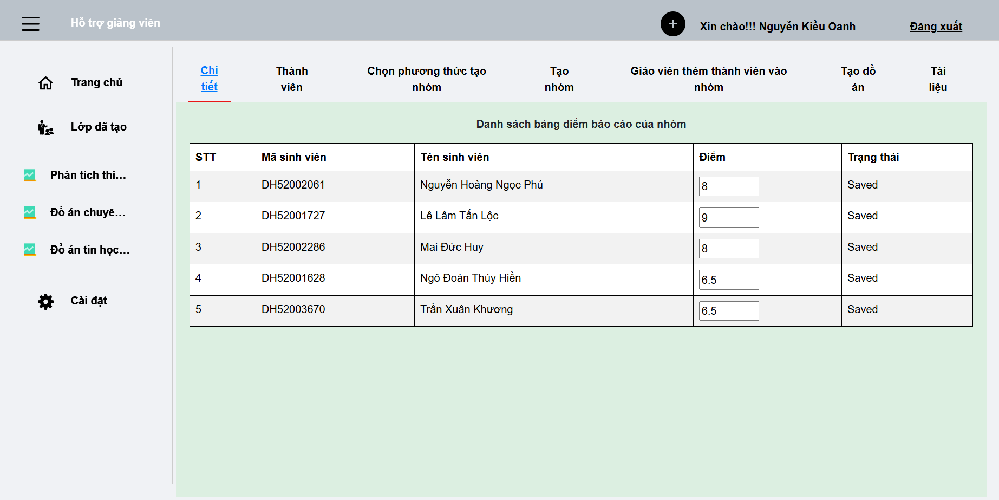 Hỗ trợ giảng viên
Xin chào!!! Nguyễn Kiều Oanh
Đăng xuất
Trang chủ
Lớp đã tạo
Phân tích thi...
Đồ án chuyê...
Đồ án tin học...
Cài đặt
Chi
tiết
Thành
viên
Chọn phương thức tạo
nhóm
Tạo
nhóm
Giáo viên thêm thành viên vào
nhóm
Tạo đồ
án
Tài
liệu
Danh sách bảng điểm báo cáo của nhóm
STT Mã sinh viên Tên sinh viên Điểm Trạng thái
1 DH52002061 Nguyễn Hoàng Ngọc Phú 8 Saved
2 DH52001727 Lê Lâm Tấn Lộc 9 Saved
3 DH52002286 Mai Đức Huy 8 Saved
4 DH52001628 Ngô Đoàn Thúy Hiền 6.5 Saved
5 DH52003670 Trần Xuân Khương 6.5 Saved